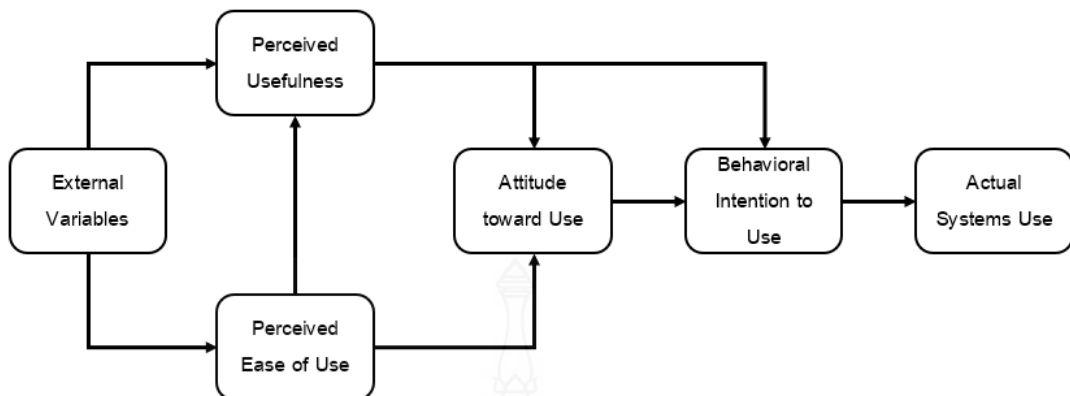 Perceived
Usefulness
External
Variables
Attitude
toward Use
Behavioral
Intention to
Use
Actual
Systems Use
Perceived
Ease of Use